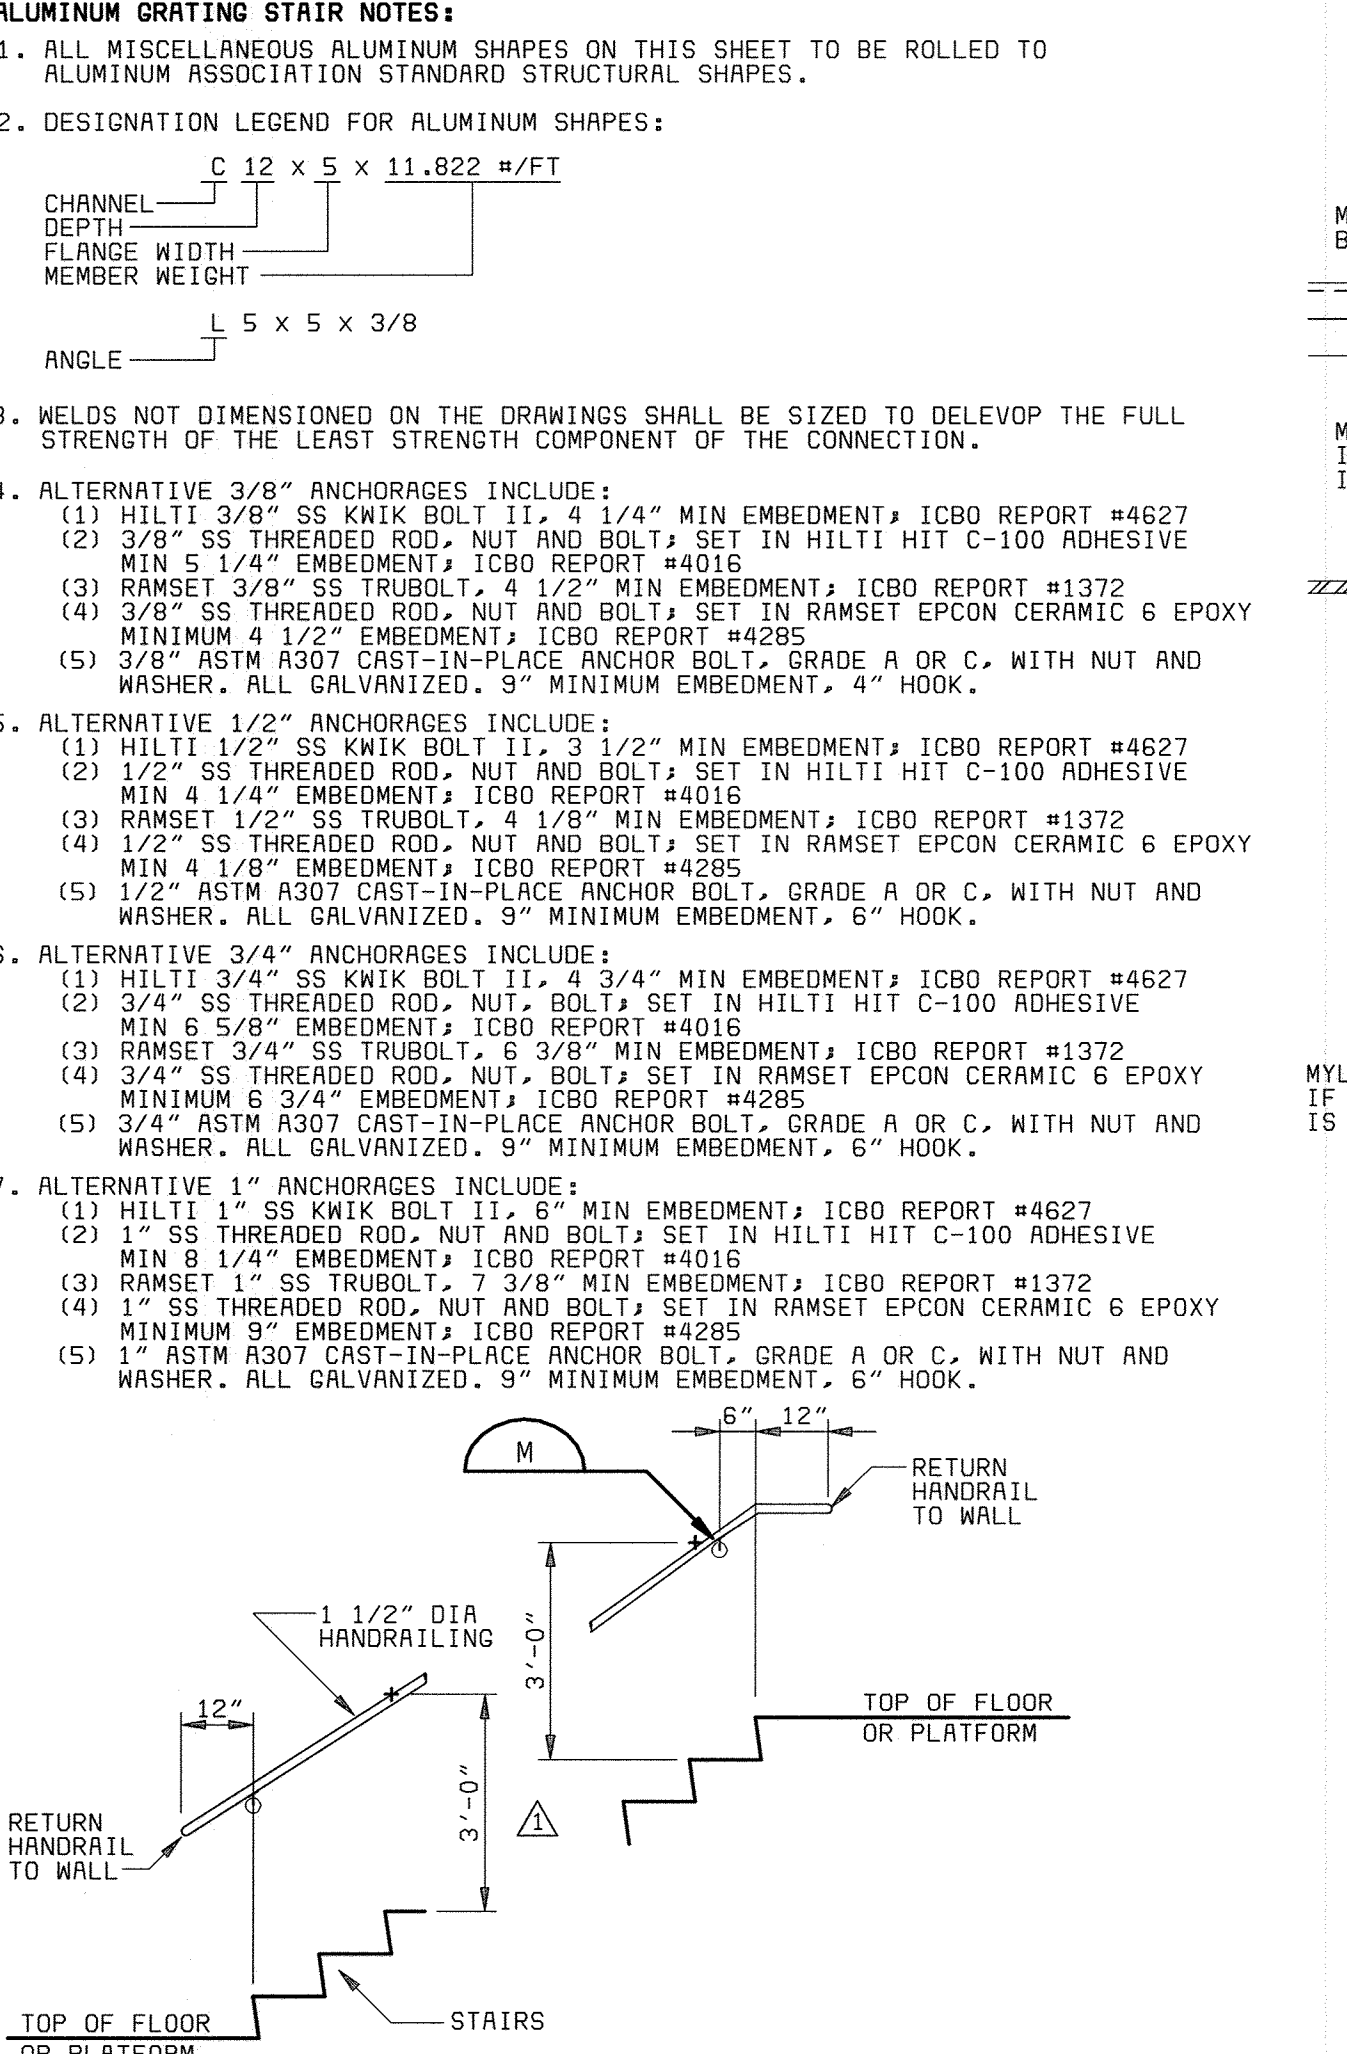 ALUMINUM GRATING STAIR NOTES:
1. ALL MISCELLANEOUS ALUMINUM SHAPES ON THIS SHEET TO BE ROLLED TO
ALUMINUM ASSOCIATION STANDARD STRUCTURAL SHAPES.
2. DESIGNATION LEGEND FOR ALUMINUM SHAPES:
C 12 x 5 x 11.822 #/FT
CHANNEL
DEPTH
FLANGE WIDTH
MEMBER WEIGHT
L 5 x 5 x 3/8
ANGLE
3. WELDS NOT DIMENSIONED ON THE DRAWINGS SHALL BE SIZED TO DELEVOP THE FULL
STRENGTH OF THE LEAST STRENGTH COMPONENT OF THE CONNECTION.
4. ALTERNATIVE 3/8" ANCHORAGES INCLUDE:
(1) HILTI 3/8" SS KWIK BOLT II, 4 1/4" MIN EMBEDMENT; ICBO REPORT #4627
(2) 3/8" SS THREADED ROD, NUT AND BOLT; SET IN HILTI HIT C-100 ADHESIVE
MIN 5 1/4" EMBEDMENT; ICBO REPORT #4016
(3) RAMSET 3/8" SS TRUBOLT, 4 1/2" MIN EMBEDMENT; ICBO REPORT #1372
(4) 3/8" SS THREADED ROD, NUT AND BOLT; SET IN RAMSET EPCON CERAMIC 6 EPOXY
MINIMUM 4 1/2" EMBEDMENT; ICBO REPORT #4285
(5) 3/8" ASTM A307 CAST-IN-PLACE ANCHOR BOLT, GRADE A OR C, WITH NUT AND
WASHER. ALL GALVANIZED. 9" MINIMUM EMBEDMENT, 4" HOOK.
5. ALTERNATIVE 1/2" ANCHORAGES INCLUDE:
(1) HILTI 1/2" SS KWIK BOLT II, 3 1/2" MIN EMBEDMENT; ICBO REPORT #4627
(2) 1/2" SS THREADED ROD, NUT AND BOLT; SET IN HILTI HIT C-100 ADHESIVE
MIN 4 1/4" EMBEDMENT; ICBO REPORT #4016
(3) RAMSET 1/2" SS TRUBOLT, 4 1/8" MIN EMBEDMENT; ICBO REPORT #1372
(4) 1/2" SS THREADED ROD, NUT AND BOLT; SET IN RAMSET EPCON CERAMIC 6 EPOXY
MIN 4 1/8" EMBEDMENT; ICBO REPORT #4285
(5) 1/2" ASTM A307 CAST-IN-PLACE ANCHOR BOLT, GRADE A OR C, WITH NUT AND
WASHER. ALL GALVANIZED. 9" MINIMUM EMBEDMENT, 6" HOOK.
6. ALTERNATIVE 3/4" ANCHORAGES INCLUDE:
(1) HILTI 3/4" SS KWIK BOLT II, 4 3/4" MIN EMBEDMENT; ICBO REPORT #4627
(2) 3/4" SS THREADED ROD, NUT, BOLT; SET IN HILTI HIT C-100 ADHESIVE
MIN 6 5/8" EMBEDMENT; ICBO REPORT #4016
(3) RAMSET 3/4" SS TRUBOLT, 6 3/8" MIN EMBEDMENT; ICBO REPORT #1372
(4) 3/4" SS THREADED ROD, NUT, BOLT; SET IN RAMSET EPCON CERAMIC 6 EPOXY
MINIMUM 6 3/4" EMBEDMENT; ICBO REPORT #4285
(5) 3/4" ASTM A307 CAST-IN-PLACE ANCHOR BOLT, GRADE A OR C, WITH NUT AND
WASHER. ALL GALVANIZED. 9" MINIMUM EMBEDMENT, 6" HOOK.
7. ALTERNATIVE 1" ANCHORAGES INCLUDE:
(1) HILTI 1" SS KWIK BOLT II, 6" MIN EMBEDMENT; ICBO REPORT #4627
(2) 1" SS THREADED ROD, NUT AND BOLT; SET IN HILTI HIT C-100 ADHESIVE
MIN 8 1/4" EMBEDMENT; ICBO REPORT #4016
(3) RAMSET 1" SS TRUBOLT, 7 3/8" MIN EMBEDMENT; ICBO REPORT #1372
(4) 1" SS THREADED ROD, NUT AND BOLT; SET IN RAMSET EPCON CERAMIC 6 EPOXY
MINIMUM 9" EMBEDMENT; ICBO REPORT #4285
(5) 1" ASTM A307 CAST-IN-PLACE ANCHOR BOLT, GRADE A OR C, WITH NUT AND
WASHER. ALL GALVANIZED. 9" MINIMUM EMBEDMENT, 6" HOOK.
6" 12"
M
RETURN
HANDRAIL
TO WALL
1 1/2" DIA
HANDRAILING
3'-0"
12"
TOP OF FLOOR
OR PLATFORM
3'-0"
1
RETURN
HANDRAIL
TO WALL
STAIRS
TOP OF FLOOR
OR PLATFORM
IF
IS